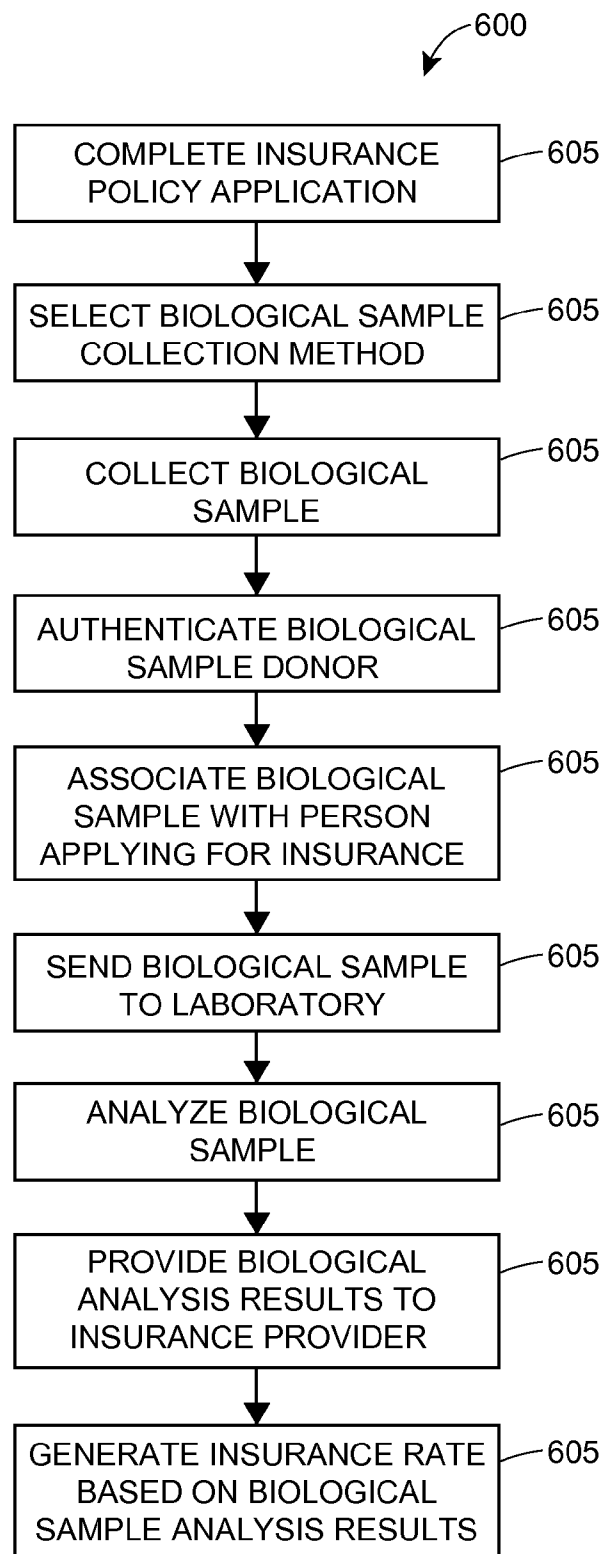 600
COMPLETE INSURANCE
POLICY APPLICATION
605
SELECT BIOLOGICAL SAMPLE
COLLECTION METHOD
605
COLLECT BIOLOGICAL
SAMPLE
605
AUTHENTICATE BIOLOGICAL
SAMPLE DONOR
605
ASSOCIATE BIOLOGICAL
SAMPLE WITH PERSON
APPLYING FOR INSURANCE
605
SEND BIOLOGICAL SAMPLE
TO LABORATORY
605
ANALYZE BIOLOGICAL
SAMPLE
605
PROVIDE BIOLOGICAL
ANALYSIS RESULTS TO
INSURANCE PROVIDER
605
GENERATE INSURANCE RATE
BASED ON BIOLOGICAL
SAMPLE ANALYSIS RESULTS
605